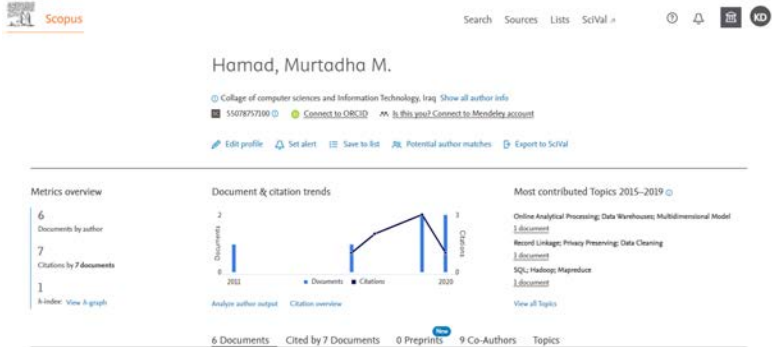 Scopus
Search Sources Lists SciVal ↗
KD
Hamad, Murtadha M.
Collage of computer sciences and Information Technology, Iraq Show all author info
55078757100 Connect to ORCID Is this you? Connect to Mendeley account
Edit profile Set alert Save to list Potential author matches Export to SciVal
Metrics overview
6
Documents by author
7
Citations by 7 documents
1
h-index: View h-graph
Document & citation trends
2
3
Documents
Citations
0
0
2011
2020
Documents Citations
Analyze author output Citation overview
Most contributed Topics 2015–2019
Online Analytical Processing; Data Warehouses; Multidimensional Model
1 document
Record Linkage; Privacy Preserving; Data Cleaning
1 document
SQL; Hadoop; Mapreduce
1 document
View all Topics
New
6 Documents Cited by 7 Documents 0 Preprints 9 Co-Authors Topics